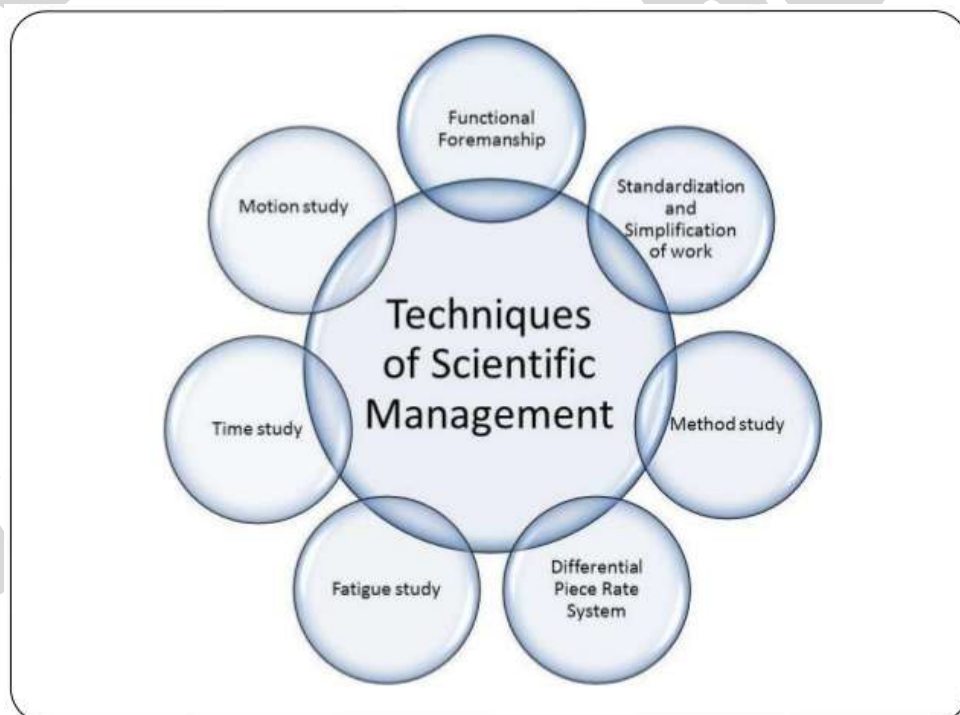 Functional
Foremanship
Standardization
and
Simplification
of work
Method study
Differential
Piece Rate
System
Fatigue study
Time study
Motion study
Techniques
of Scientific
Management